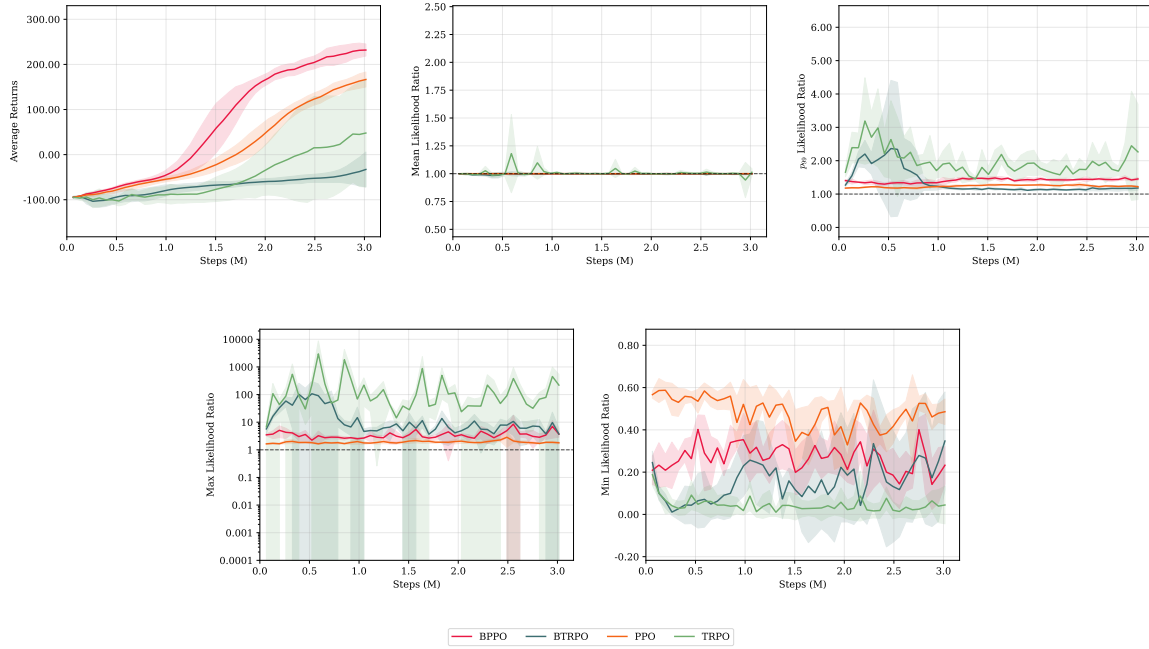 300.00
200.00
100.00
0.00
-100.00
Average Returns
0.0 0.5 1.0 1.5 2.0 2.5 3.0
Steps (M)
2.50
2.25
2.00
1.75
1.50
1.25
1.00
0.75
0.50
Mean Likelihood Ratio
0.0 0.5 1.0 1.5 2.0 2.5 3.0
Steps (M)
6.00
4.00
3.00
2.00
1.00
0.00
Likelihood Ratio
0.0 0.5 1.0 1.5 2.0 2.5 3.0
Steps (M)
10000
1000
100
10
1
0.1
0.01
0.001
0.0001
Max Likelihood Ratio
0.0 0.5 1.0 1.5 2.0 2.5 3.0
Steps (M)
0.80
0.60
0.40
0.20
0.00
-0.20
Min Likelihood Ratio
0.0 0.5 1.0 1.5 2.0 2.5 3.0
Steps (M)
BPPO BTRPO PPO TRPO